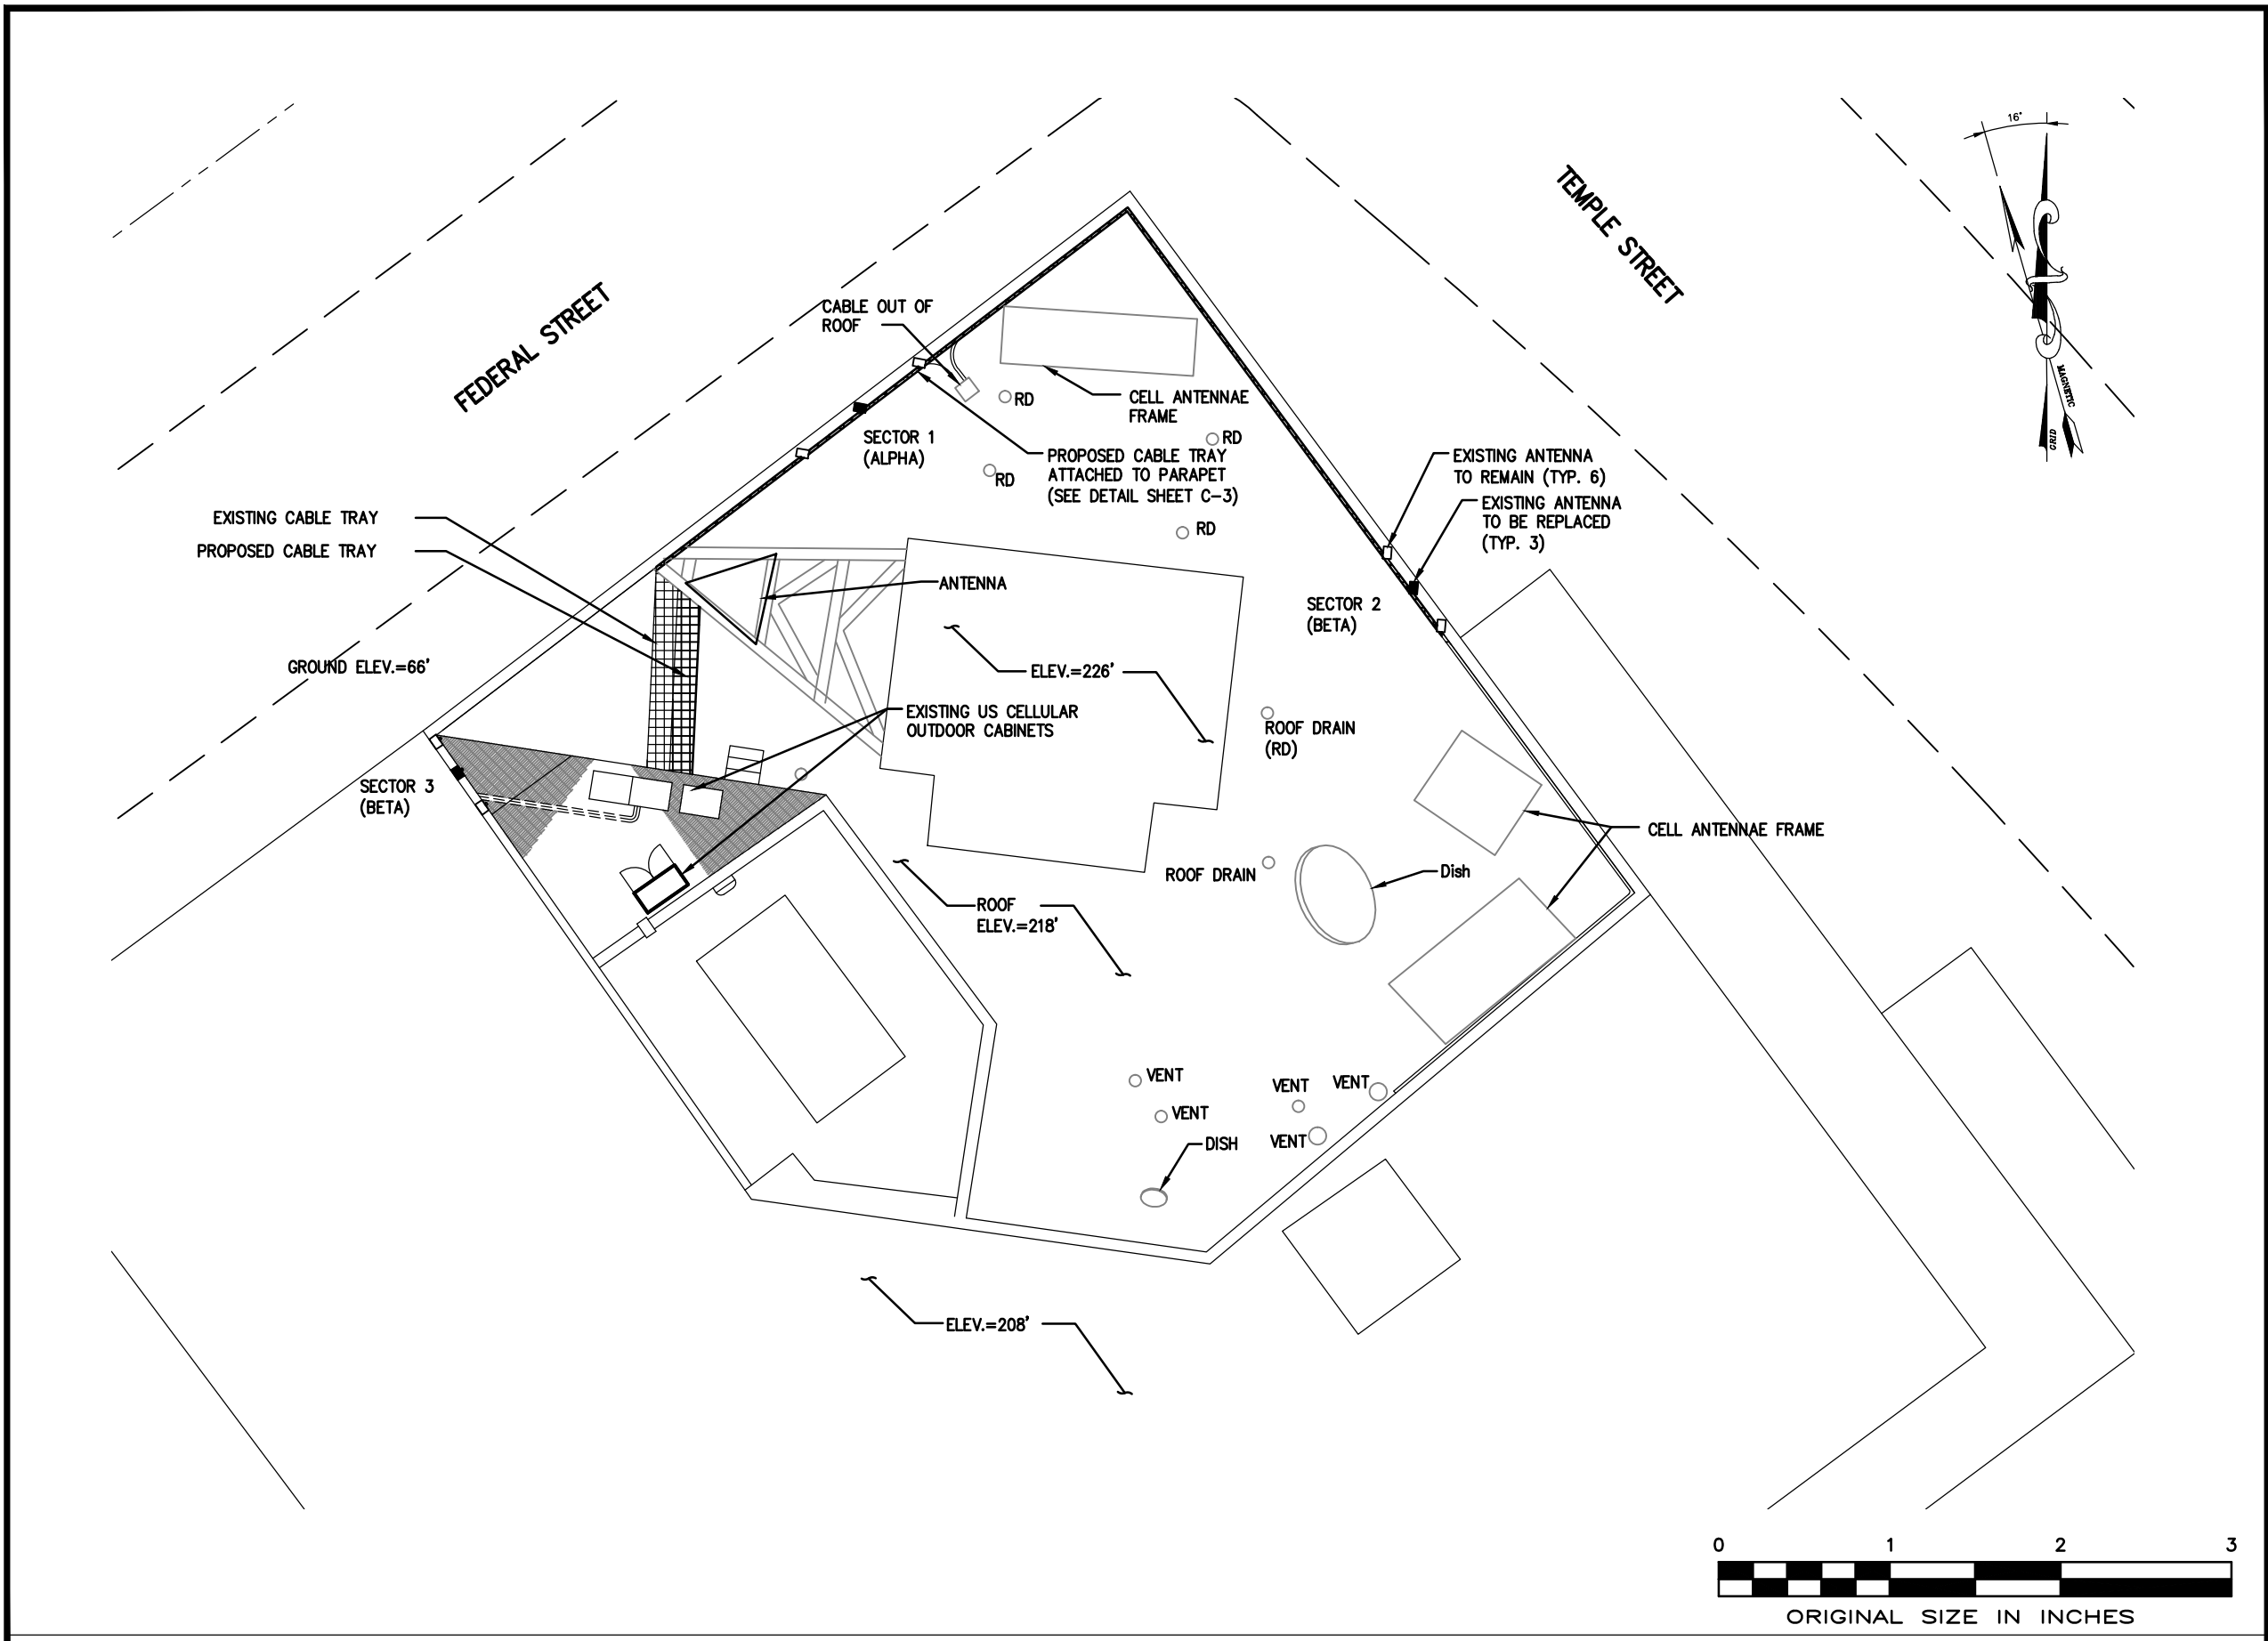 16°
TEMPLE STREET
FEDERAL STREET
MAGNETIC
GRID
CABLE OUT OF
ROOF
CELL ANTENNAE
FRAME
RD
RD
RD
RD
SECTOR 1
(ALPHA)
PROPOSED CABLE TRAY
ATTACHED TO PARAPET
(SEE DETAIL SHEET C-3)
EXISTING ANTENNA
TO REMAIN (TYP. 6)
EXISTING ANTENNA
TO BE REPLACED
(TYP. 3)
EXISTING CABLE TRAY
PROPOSED CABLE TRAY
ANTENNA
SECTOR 2
(BETA)
GROUND ELEV.=66'
ELEV.=226'
EXISTING US CELLULAR
OUTDOOR CABINETS
ROOF DRAIN
(RD)
SECTOR 3
(BETA)
CELL ANTENNAE FRAME
ROOF DRAIN
Dish
ROOF
ELEV.=218'
VENT
VENT
VENT
VENT
VENT
DISH
ELEV.=208'
0 1 2 3
ORIGINAL SIZE IN INCHES